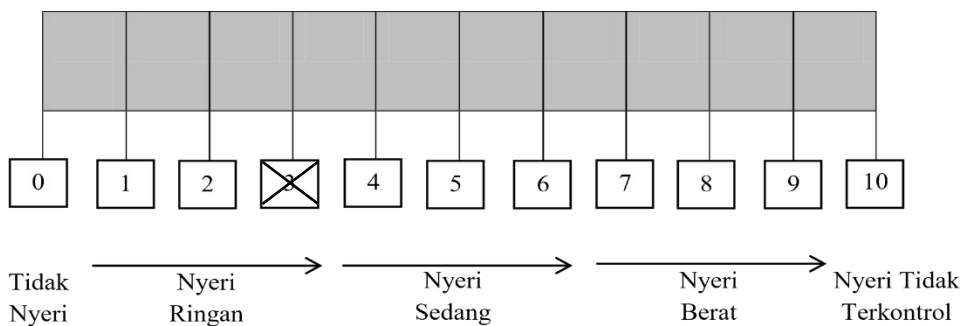 0 1 2 3 4 5 6 7 8 9 10
Tidak Nyeri Nyeri Nyeri Nyeri Tidak
Nyeri Ringan Sedang Berat Terkontrol